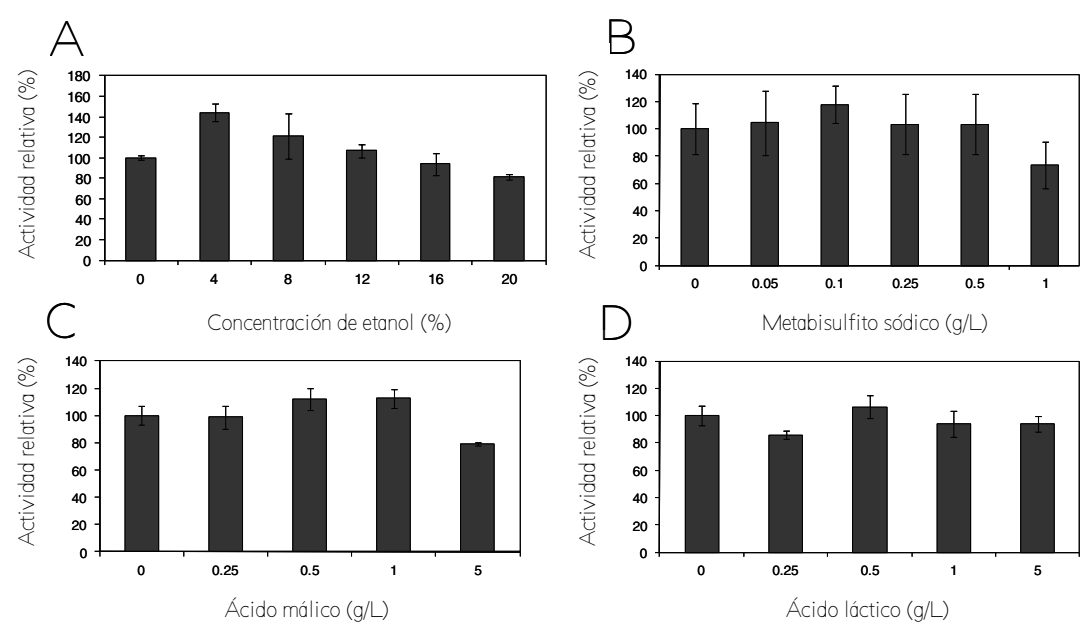 A
Actividad relativa (%)
180
160
140
120
100
80
60
40
20
0
0 4 8 12 16 20
Concentración de etanol (%)
B
Actividad relativa (%)
140
120
100
80
60
40
20
0
0 0.05 0.1 0.25 0.5 1
Metabisulfito sódico (g/L)
C
Actividad relativa (%)
140
120
100
80
60
40
20
0
0 0.25 0.5 1 5
Ácido málico (g/L)
D
Actividad relativa (%)
140
120
100
80
60
40
20
0
0 0.25 0.5 1 5
Ácido láctico (g/L)